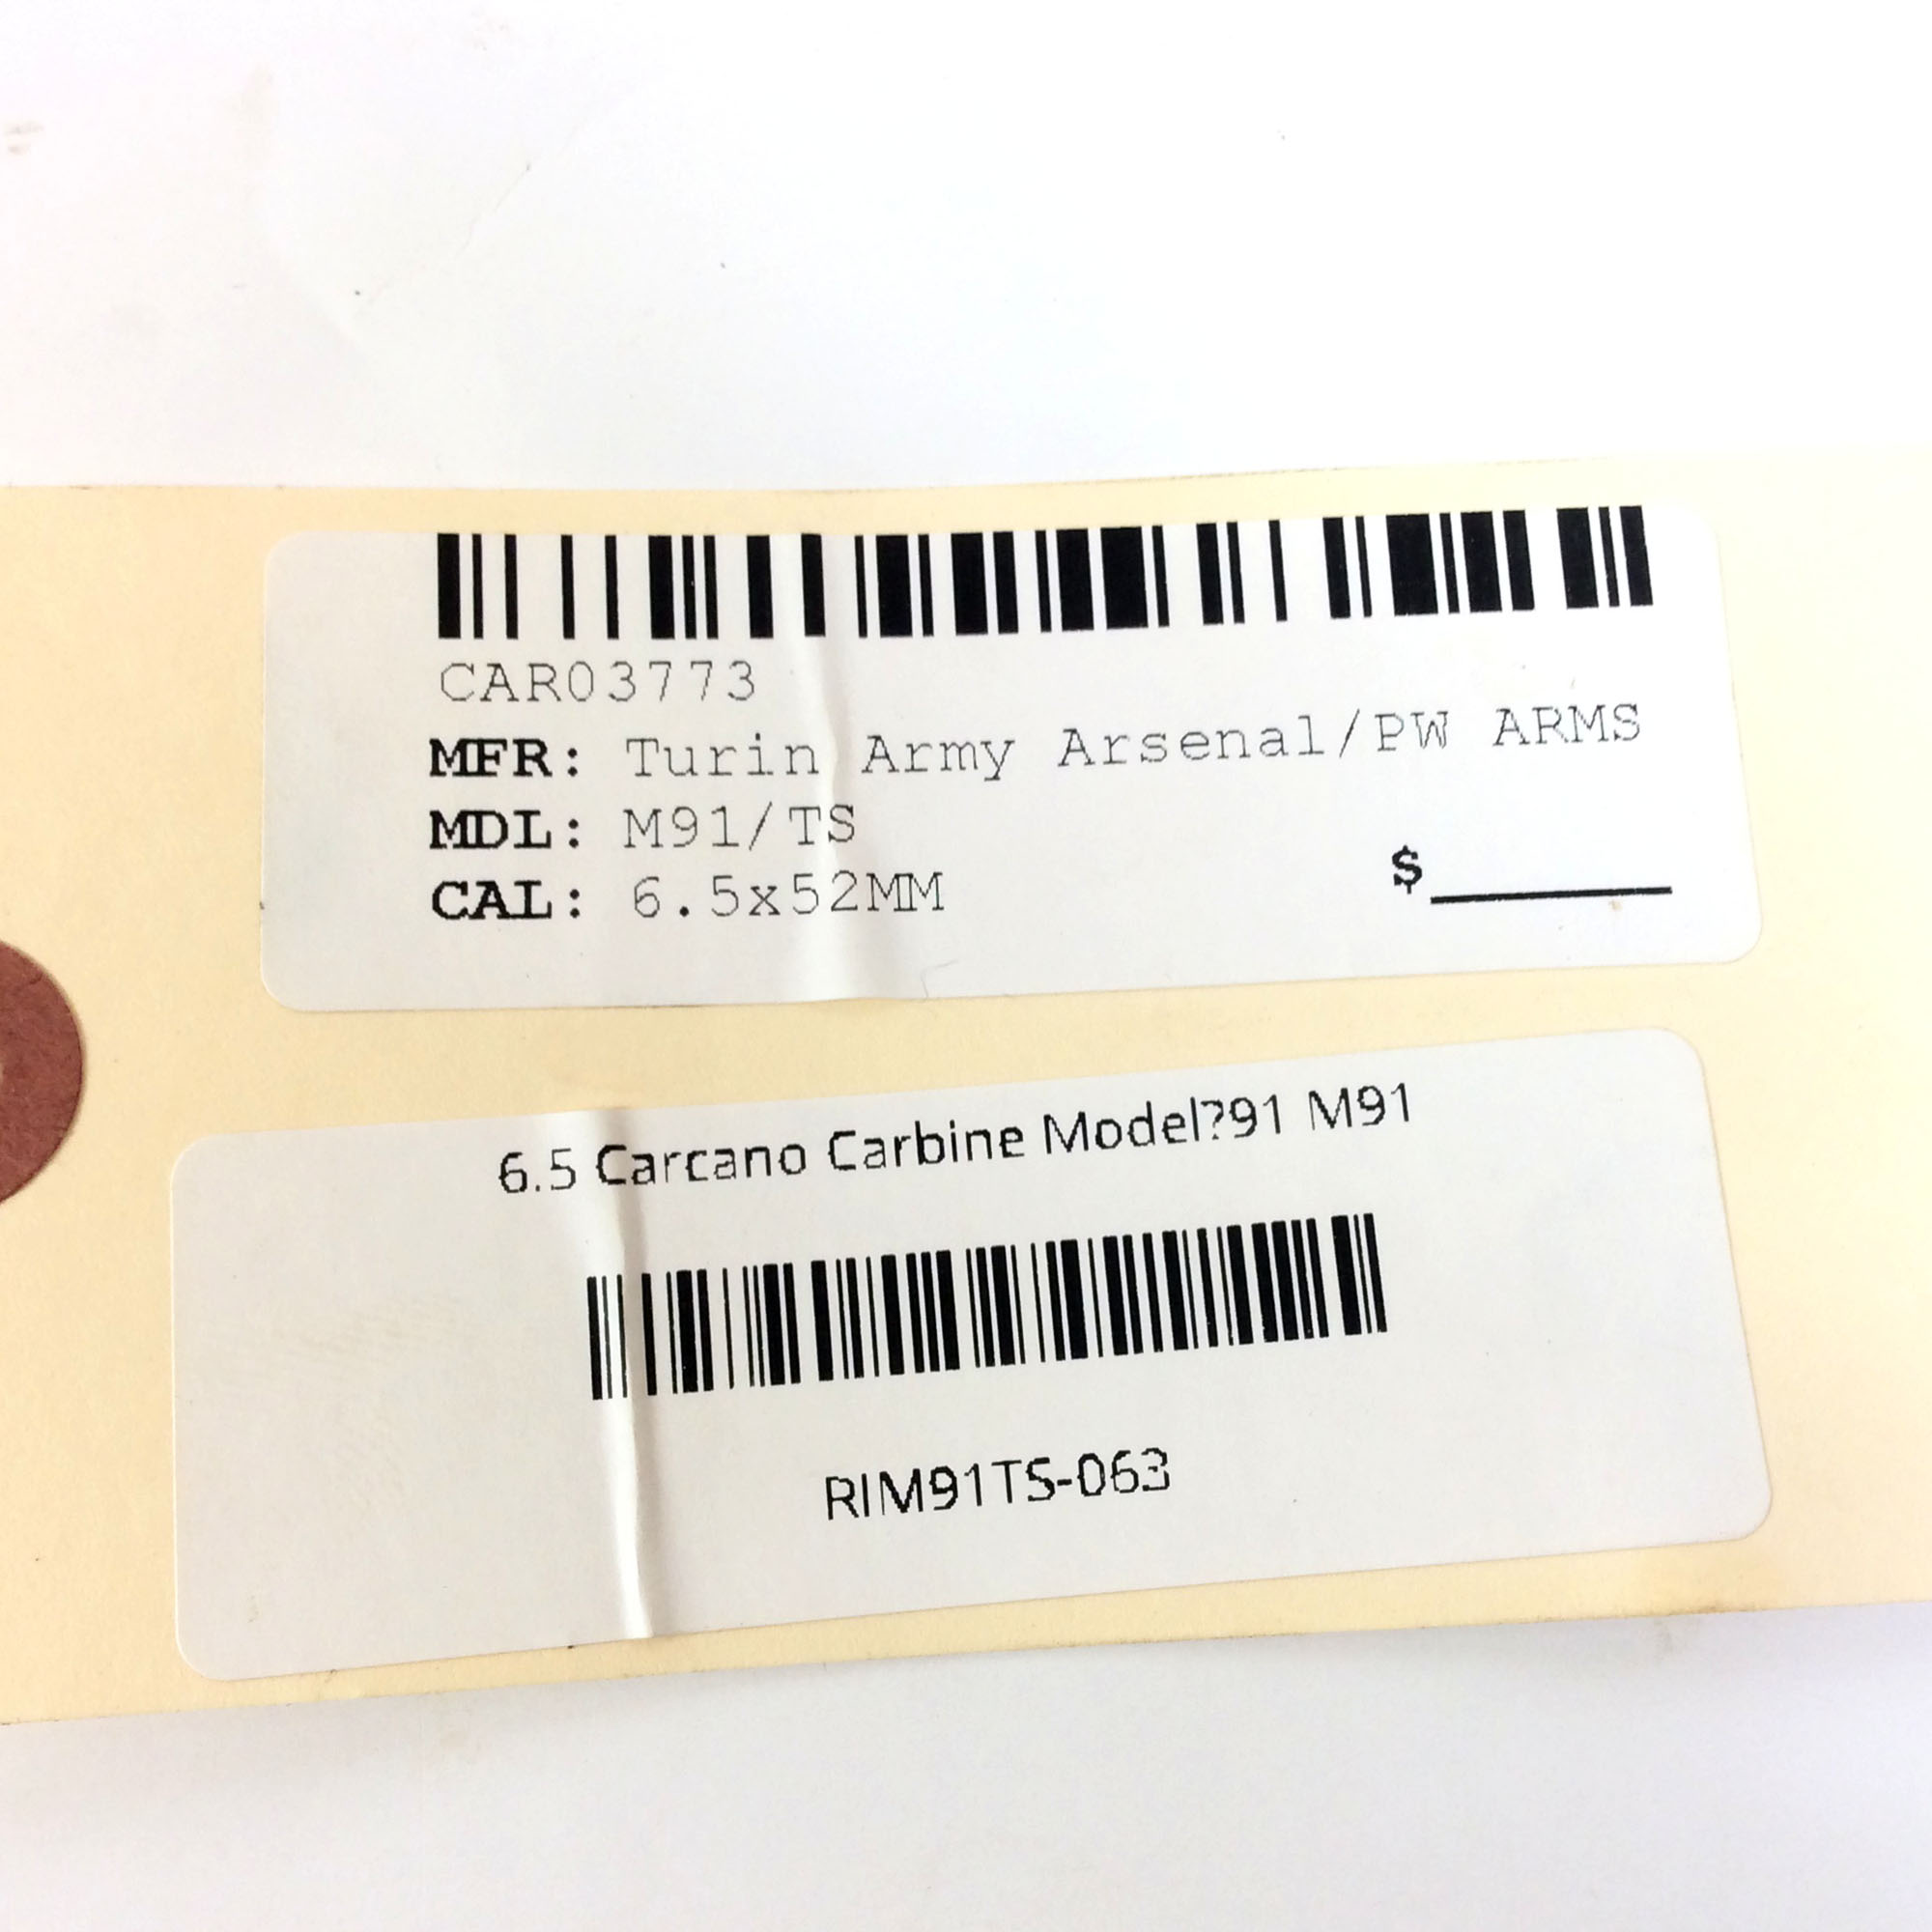 CAR03773
MFR: Turin Army Arsenal/PW ARMS
MDL: M91/TS
CAL: 6.5x52MM
$
6.5 Carcano Carbine Model?91 M91
RIM91TS-063